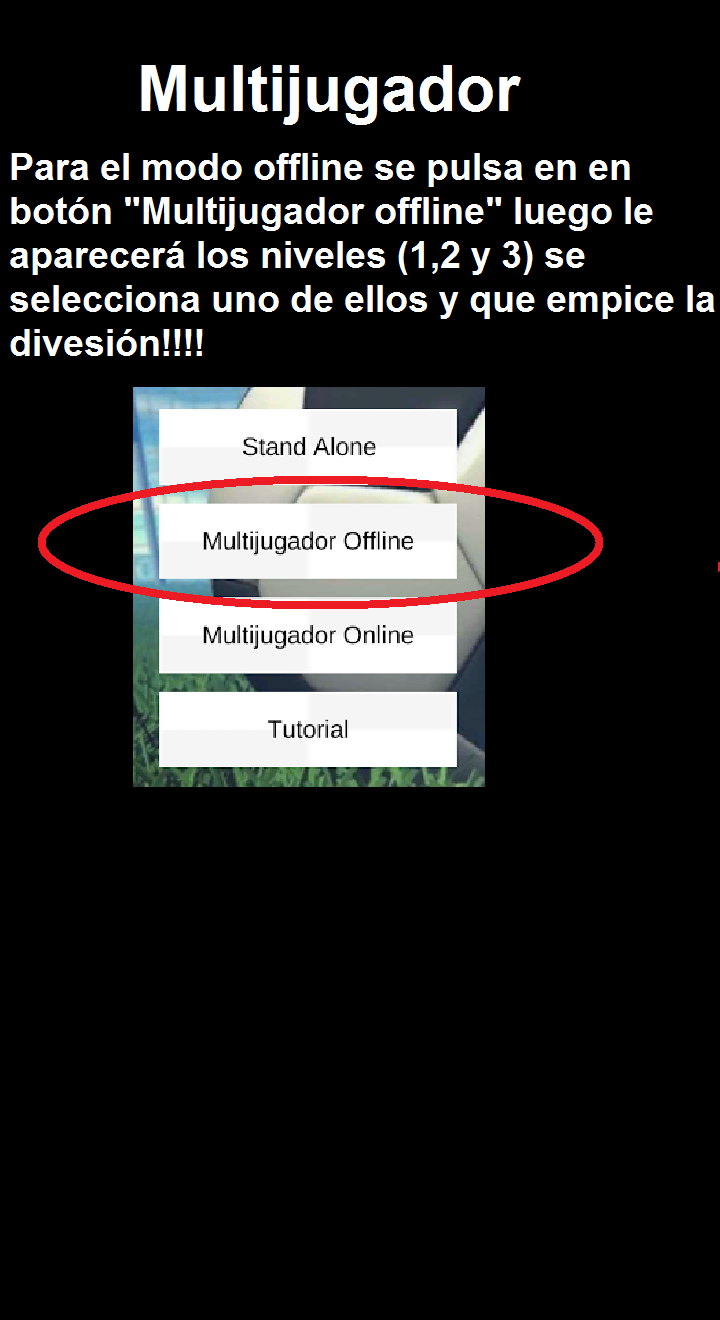 Multijugador
Para el modo offline se pulsa en en
botón "Multijugador offline" luego le
aparecerá los niveles (1,2 y 3) se
selecciona uno de ellos y que empice la
divesión!!!!
Stand Alone
Multijugador Offline
Multijugador Online
Tutorial